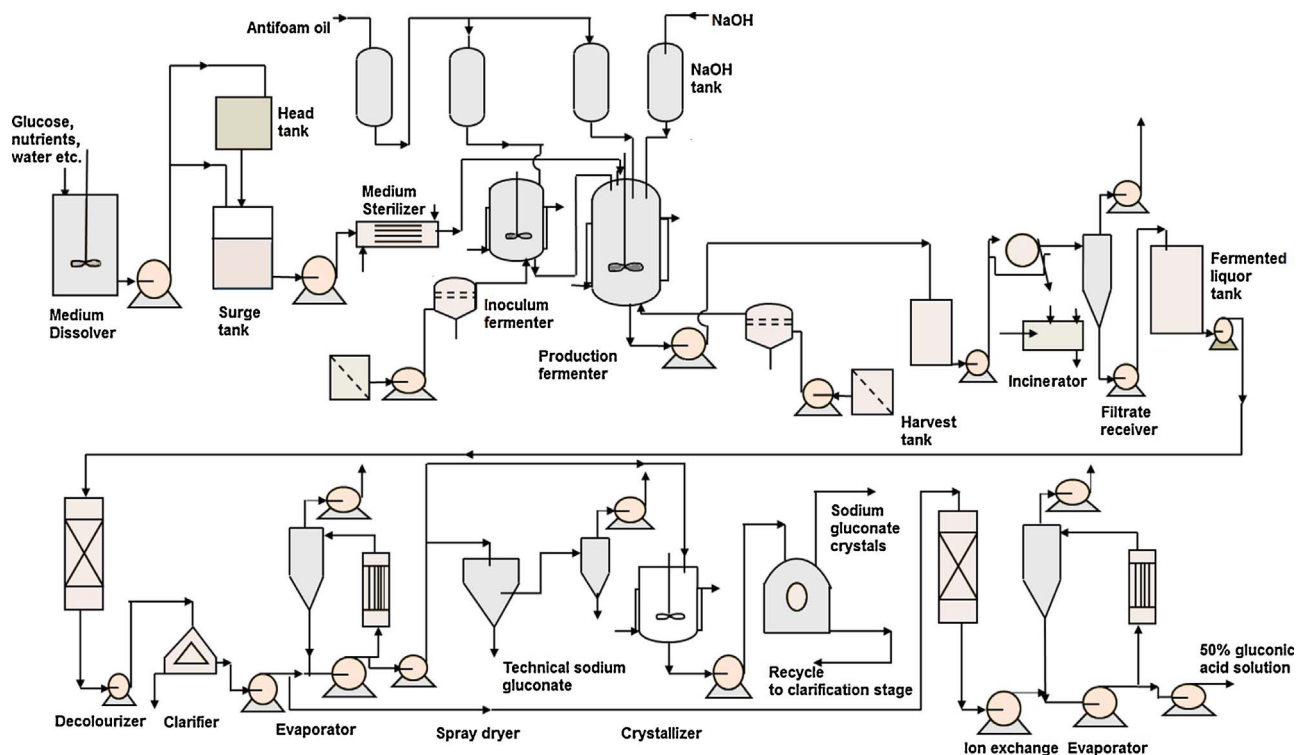 Antifoam oil
NaOH
NaOH
tank
Head
tank
Glucose,
nutrients,
water etc.
Medium
Sterilizer
Medium
Dissolver
Surge
tank
Inoculum
fermenter
Production
fermenter
Harvest
tank
Incinerator
Filtrate
receiver
Fermented
liquor
tank
Decolourizer
Clarifier
Evaporator
Technical sodium
gluconate
Spray dryer
Crystallizer
Sodium
gluconate
crystals
Recycle
to clarification stage
50% gluconic
acid solution
Ion exchange
Evaporator